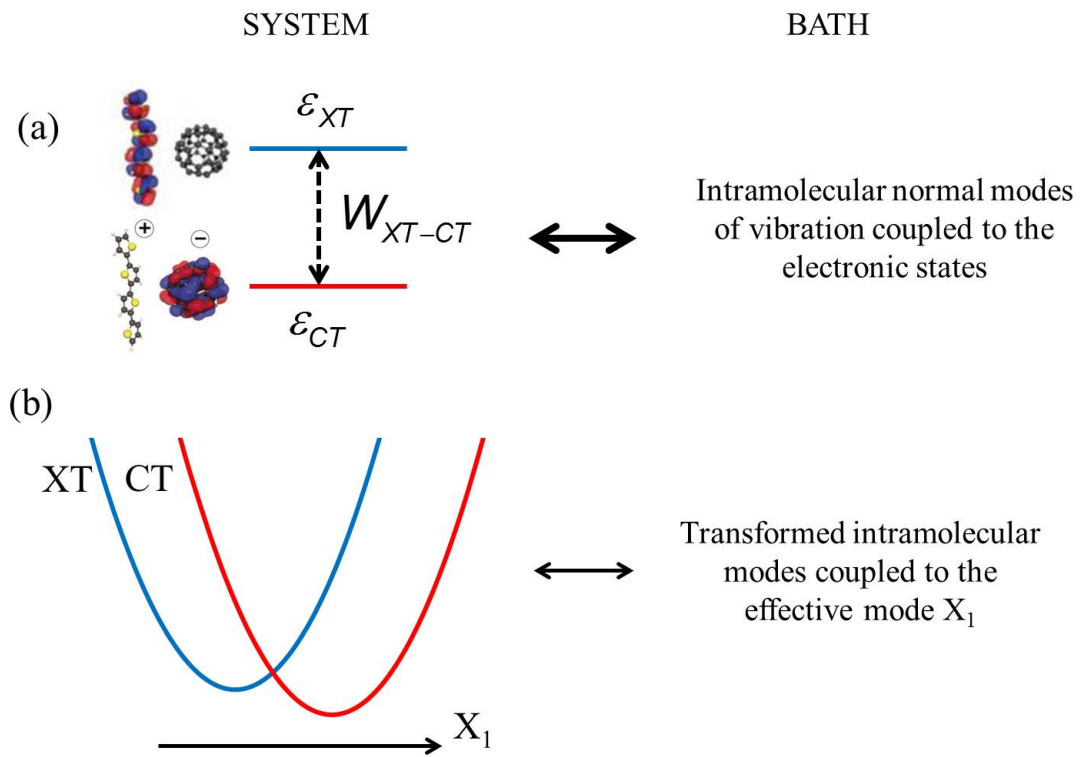 SYSTEM
BATH
(a)
ε_XT
W_XT–CT
ε_CT
+
−
Intramolecular normal modes
of vibration coupled to the
electronic states
(b)
XT
CT
X₁
Transformed intramolecular
modes coupled to the
effective mode X₁